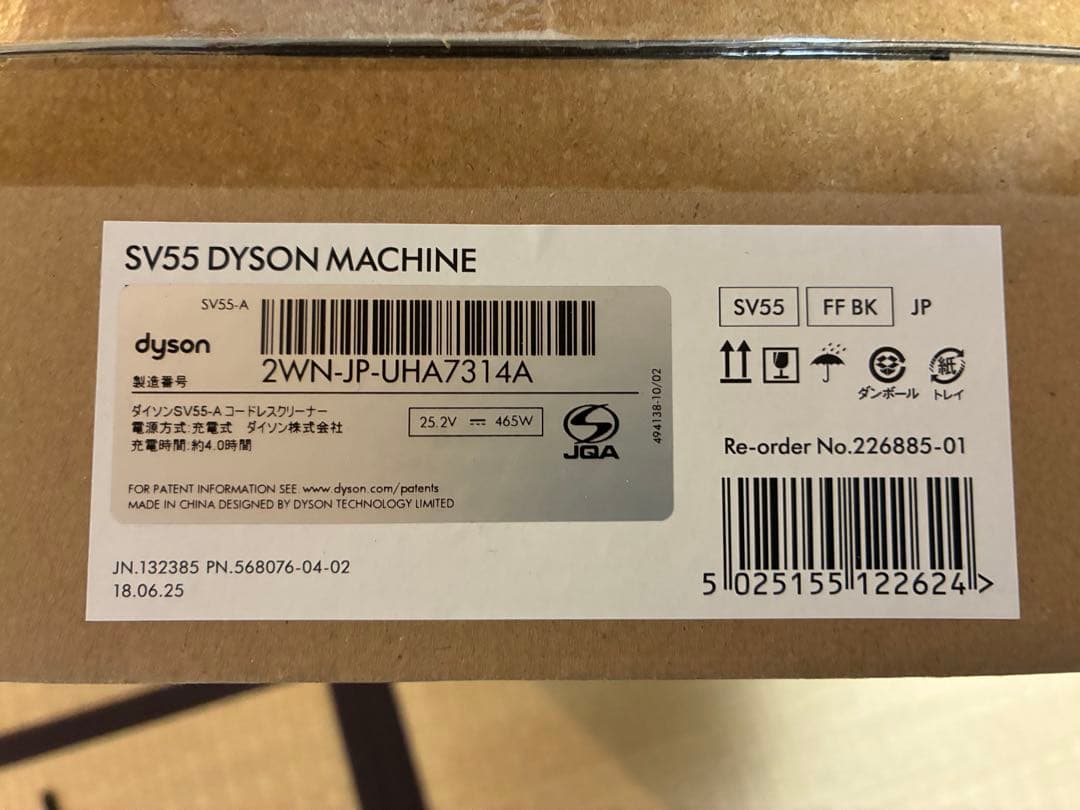 SV55 DYSON MACHINE
SV55-A
dyson
製造番号
2WN-JP-UHA7314A
ダイソンSV55-A コードレスクリーナー
電源方式:充電式 ダイソン株式会社
充電時間:約4.0時間
25.2V ⎓ 465W
JQA
494138-10/02
FOR PATENT INFORMATION SEE www.dyson.com/patents
MADE IN CHINA DESIGNED BY DYSON TECHNOLOGY LIMITED
JN.132385 PN.568076-04-02
18.06.25
SV55 FF BK JP
紙
ダンボール トレイ
Re-order No.226885-01
5 025155 122624 >